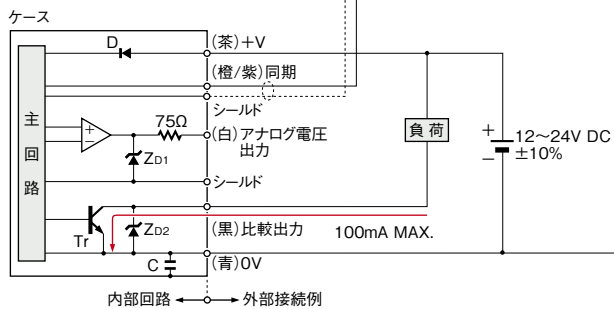 ケース
D
(茶)+V
(橙/紫)同期
シールド
主回路
+
−
75Ω
(白)アナログ電圧
出力
ZD1
シールド
負荷
+
−
12～24V DC
±10%
Tr
ZD2
(黒)比較出力
100mA MAX.
C
(青)0V
内部回路
外部接続例